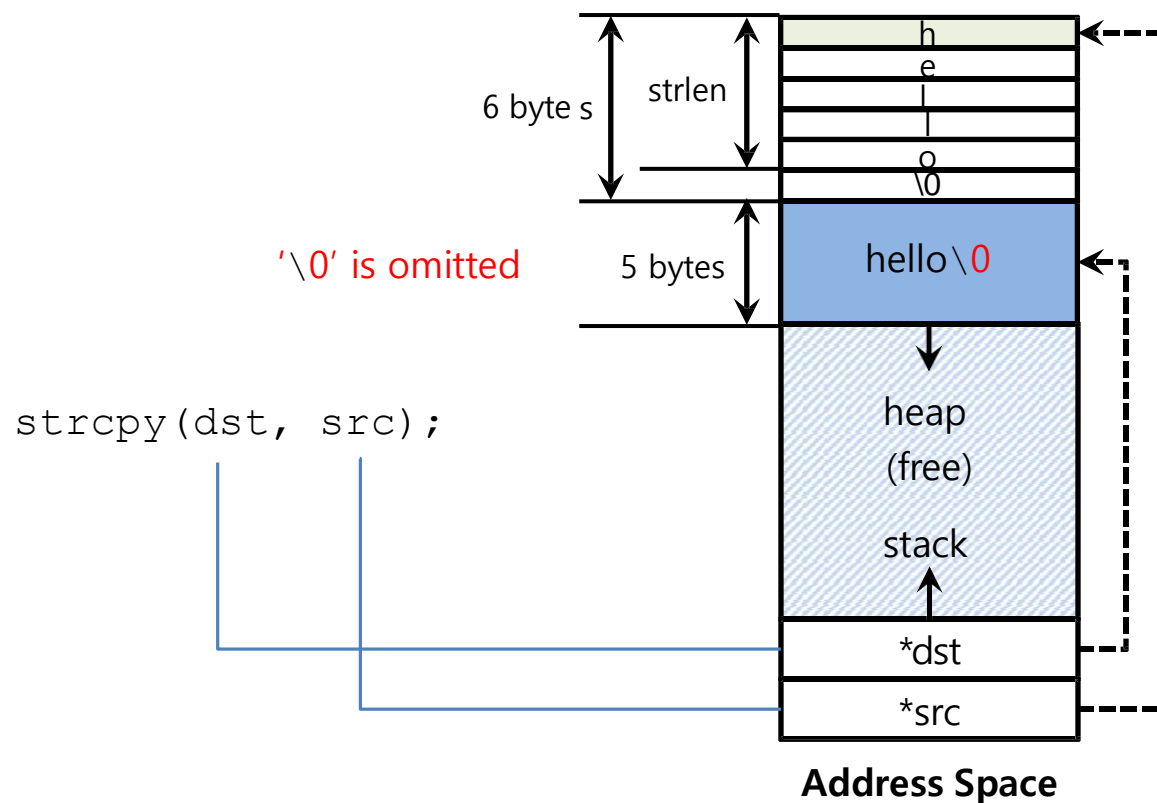 h
e
l
l
o
\0
6 byte s
strlen
'\0' is omitted
5 bytes
hello\0
strcpy(dst, src);
heap
(free)
stack
*dst
*src
Address Space